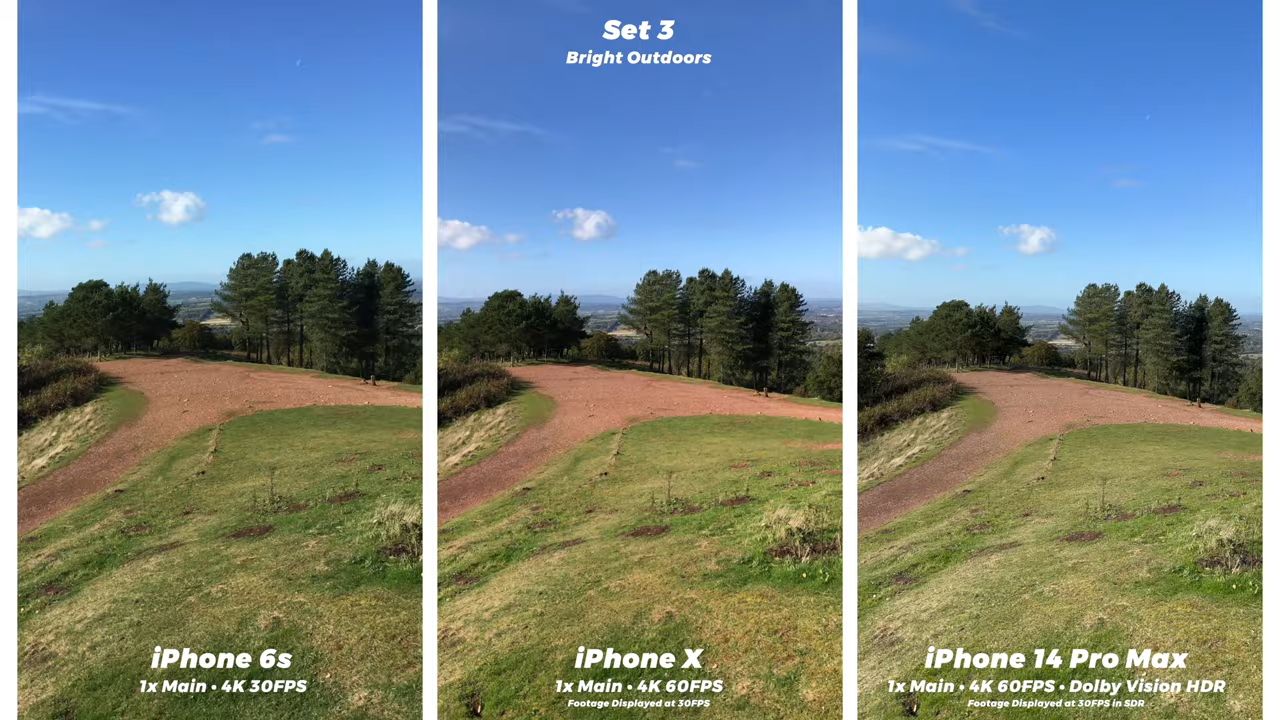 Set 3
Bright Outdoors
iPhone 6s
1x Main • 4K 30FPS
iPhone X
1x Main • 4K 60FPS
Footage Displayed at 30FPS
iPhone 14 Pro Max
1x Main • 4K 60FPS • Dolby Vision HDR
Footage Displayed at 30FPS in SDR